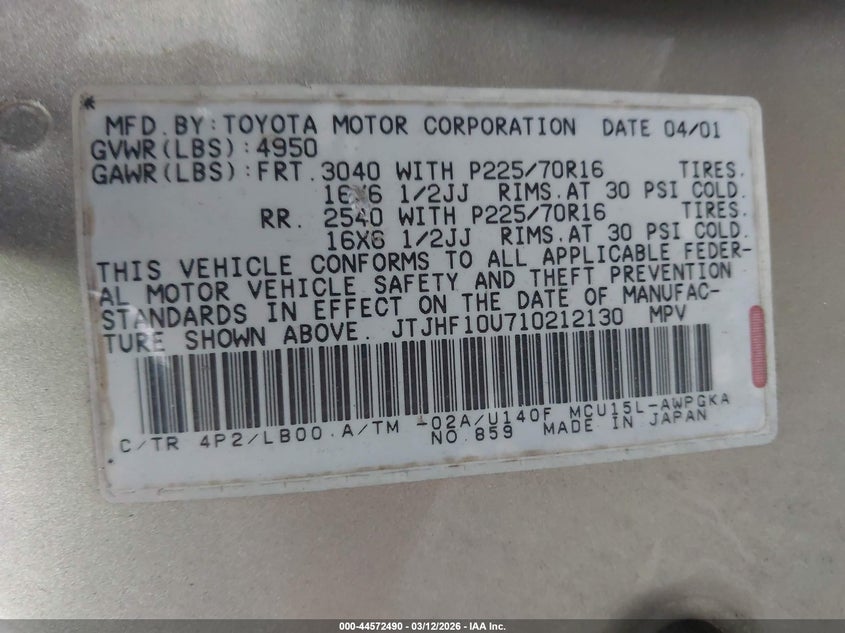 MFD. BY: TOYOTA MOTOR CORPORATION DATE 04/01
GVWR(LBS): 4950
GAWR(LBS): FRT. 3040 WITH P225/70R16 TIRES.
16X6 1/2JJ RIMS. AT 30 PSI COLD.
RR. 2540 WITH P225/70R16 TIRES.
16X6 1/2JJ RIMS. AT 30 PSI COLD.
THIS VEHICLE CONFORMS TO ALL APPLICABLE FEDER-
AL MOTOR VEHICLE SAFETY AND THEFT PREVENTION
STANDARDS IN EFFECT ON THE DATE OF MANUFAC-
TURE SHOWN ABOVE. JTJHF10U710212130 MPV
C/TR 4P2/LB00. A/TM -02A/U140F MCU15L-AWPGKA
NO. 859 MADE IN JAPAN
000-44572490 - 03/12/2026 - IAA Inc.